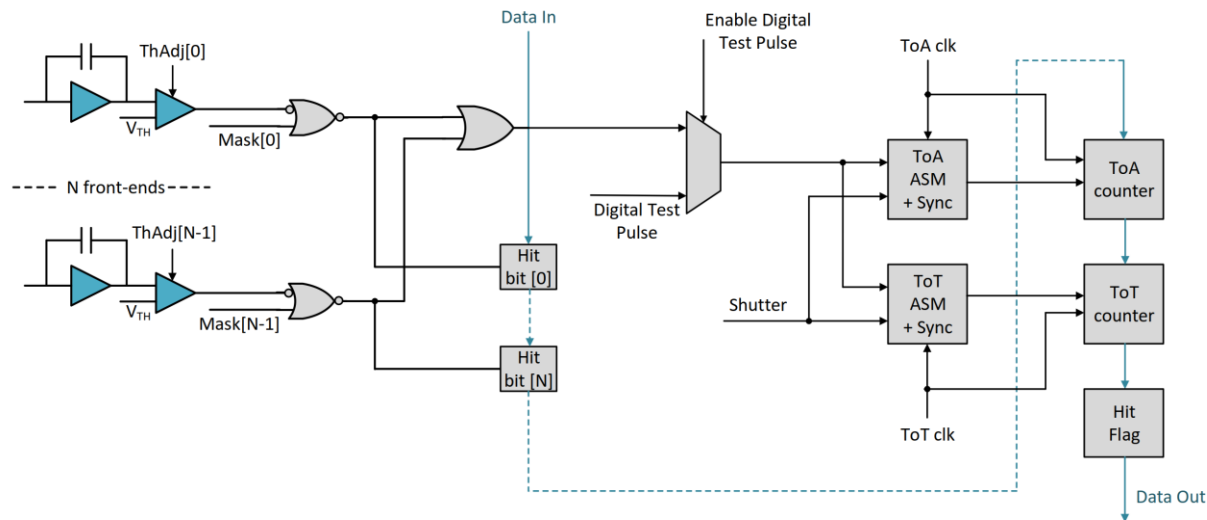 Data In
Enable Digital
Test Pulse
ToA clk
ThAdj[0]
V_TH
Mask[0]
N front-ends
ToA
ASM
+ Sync
ToA
counter
Digital Test
Pulse
ThAdj[N-1]
V_TH
Mask[N-1]
Hit
bit [0]
Shutter
ToT
ASM
+ Sync
ToT
counter
Hit
bit [N]
ToT clk
Hit
Flag
Data Out